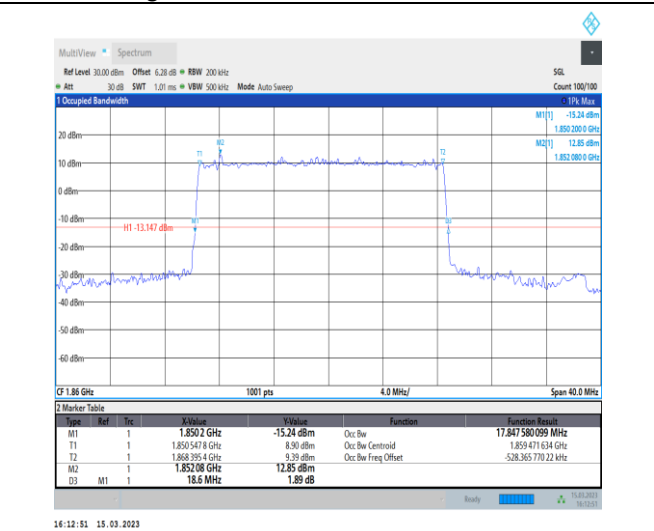 MultiView Spectrum
Ref Level 30.00 dBm Offset 6.28 dB RBW 200 kHz SGL
Att 30 dB SWT 1.01 ms VBW 500 kHz Mode Auto Sweep Count 100/100
1 Occupied Bandwidth 1Pk Max
M1[1] -15.24 dBm
1.850 200 0 GHz
M2[1] 12.85 dBm
1.852 080 0 GHz
20 dBm
M2
T1 T2
10 dBm
0 dBm
-10 dBm
M1 D3
H1 -13.147 dBm
-20 dBm
-30 dBm
-40 dBm
-50 dBm
-60 dBm
CF 1.86 GHz 1001 pts 4.0 MHz/ Span 40.0 MHz
2 Marker Table
Type Ref Trc X-Value Y-Value Function Function Result
M1 1 1.850 2 GHz -15.24 dBm Occ Bw 17.847 580 099 MHz
T1 1 1.850 547 8 GHz 8.90 dBm Occ Bw Centroid 1.859 471 634 GHz
T2 1 1.868 395 4 GHz 9.39 dBm Occ Bw Freq Offset -528.365 770 22 kHz
M2 1 1.852 08 GHz 12.85 dBm
D3 M1 1 18.6 MHz 1.89 dB
Ready 15.03.2023
16:12:51
16:12:51 15.03.2023